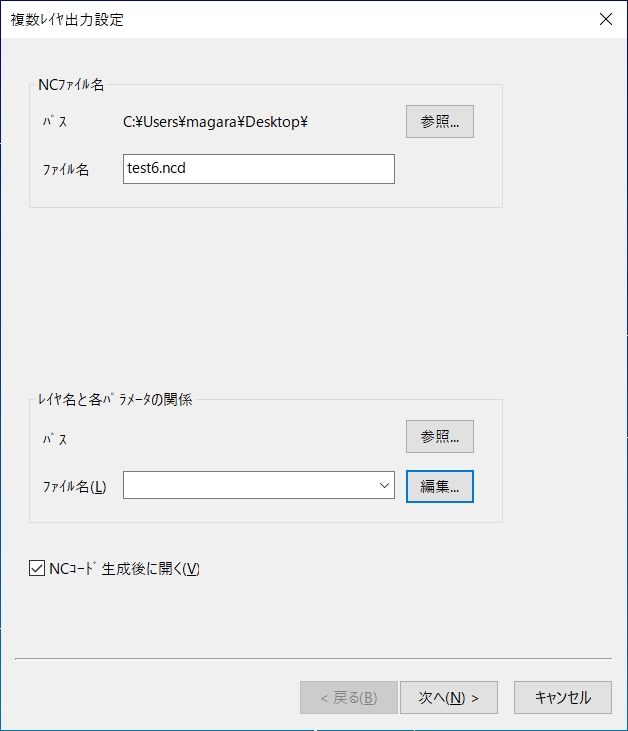 複数ﾚｲﾔ出力設定
NCﾌｧｲﾙ名
ﾊﾟｽ C:¥Users¥magara¥Desktop¥ 参照...
ﾌｧｲﾙ名 test6.ncd
ﾚｲﾔ名と各ﾊﾟﾗﾒｰﾀの関係
ﾊﾟｽ 参照...
ﾌｧｲﾙ名(L) 編集...
NCｺｰﾄﾞ生成後に開く(V)
< 戻る(B) 次へ(N) > キャンセル